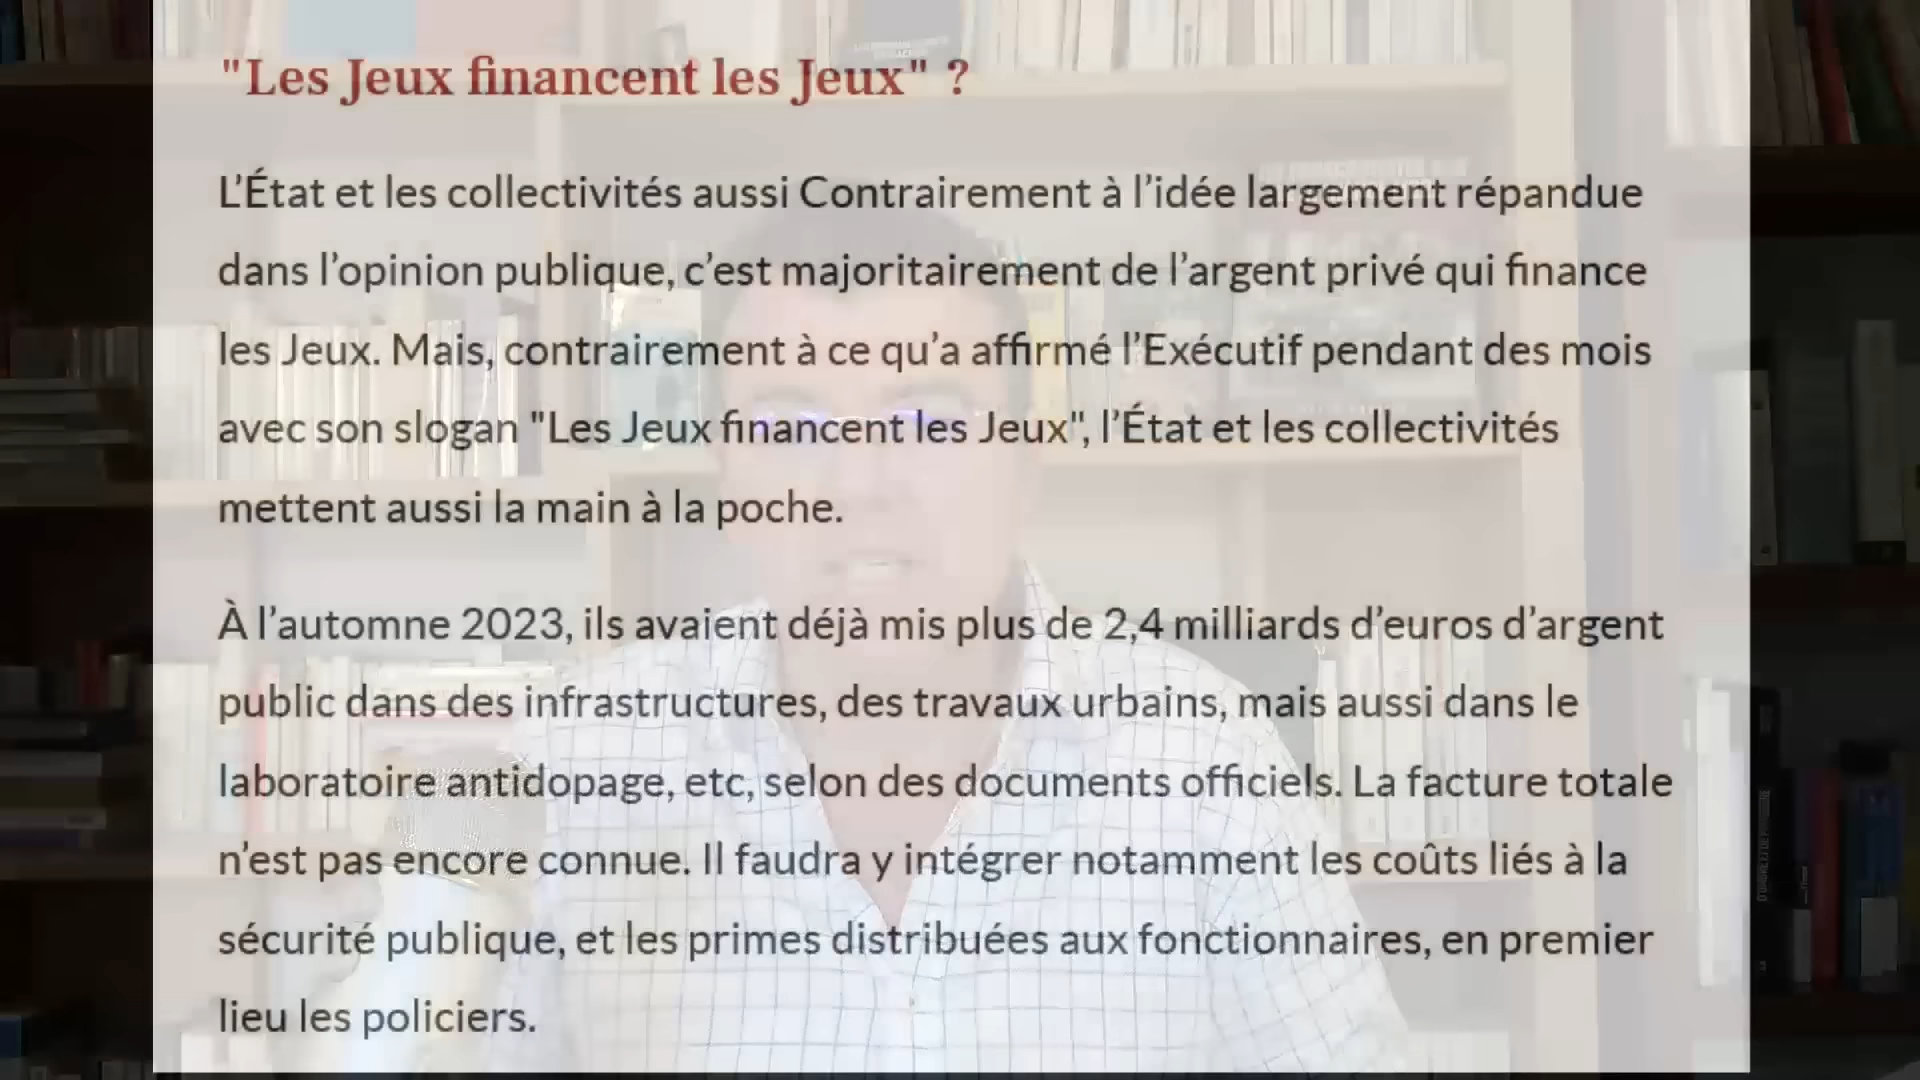 "Les Jeux financent les Jeux" ?
L'État et les collectivités aussi Contrairement à l'idée largement répandue
dans l'opinion publique, c'est majoritairement de l'argent privé qui finance
les Jeux. Mais, contrairement à ce qu'a affirmé l'Exécutif pendant des mois
avec son slogan "Les Jeux financent les Jeux", l'État et les collectivités
mettent aussi la main à la poche.
À l'automne 2023, ils avaient déjà mis plus de 2,4 milliards d'euros d'argent
public dans des infrastructures, des travaux urbains, mais aussi dans le
laboratoire antidopage, etc, selon des documents officiels. La facture totale
n'est pas encore connue. Il faudra y intégrer notamment les coûts liés à la
sécurité publique, et les primes distribuées aux fonctionnaires, en premier
lieu les policiers.